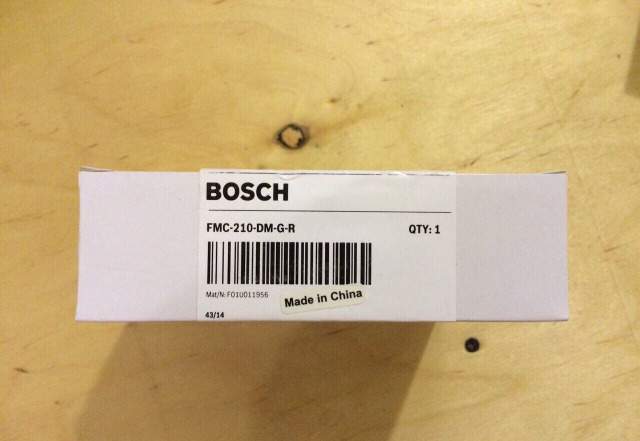 BOSCH
FMC-210-DM-G-R QTY: 1
Mat/N: F01U011956
Made in China
43/14